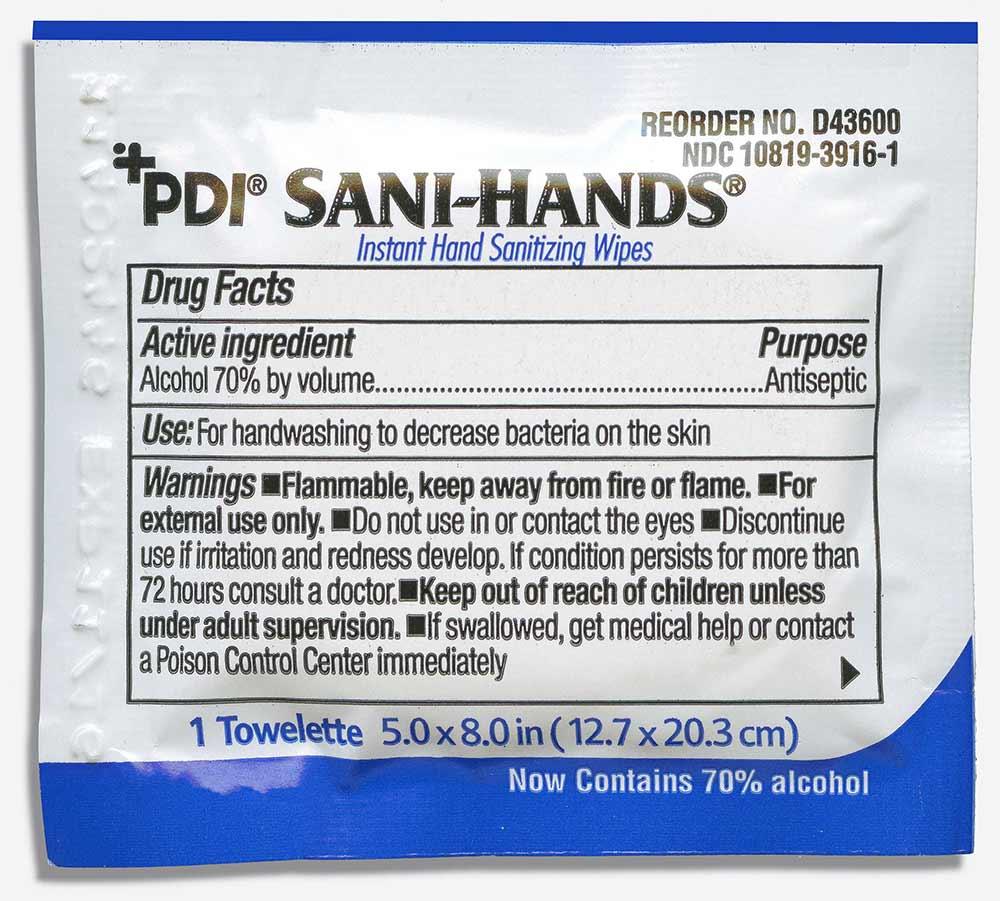 REORDER NO. D43600
NDC 10819-3916-1
PDI® SANI-HANDS®
Instant Hand Sanitizing Wipes
Drug Facts
Active ingredient Purpose
Alcohol 70% by volume........................................................Antiseptic
Use: For handwashing to decrease bacteria on the skin
Warnings ■Flammable, keep away from fire or flame. ■For
external use only. ■Do not use in or contact the eyes ■Discontinue
use if irritation and redness develop. If condition persists for more than
72 hours consult a doctor.■Keep out of reach of children unless
under adult supervision. ■If swallowed, get medical help or contact
a Poison Control Center immediately
1 Towelette 5.0 x 8.0 in ( 12.7 x 20.3 cm)
Now Contains 70% alcohol